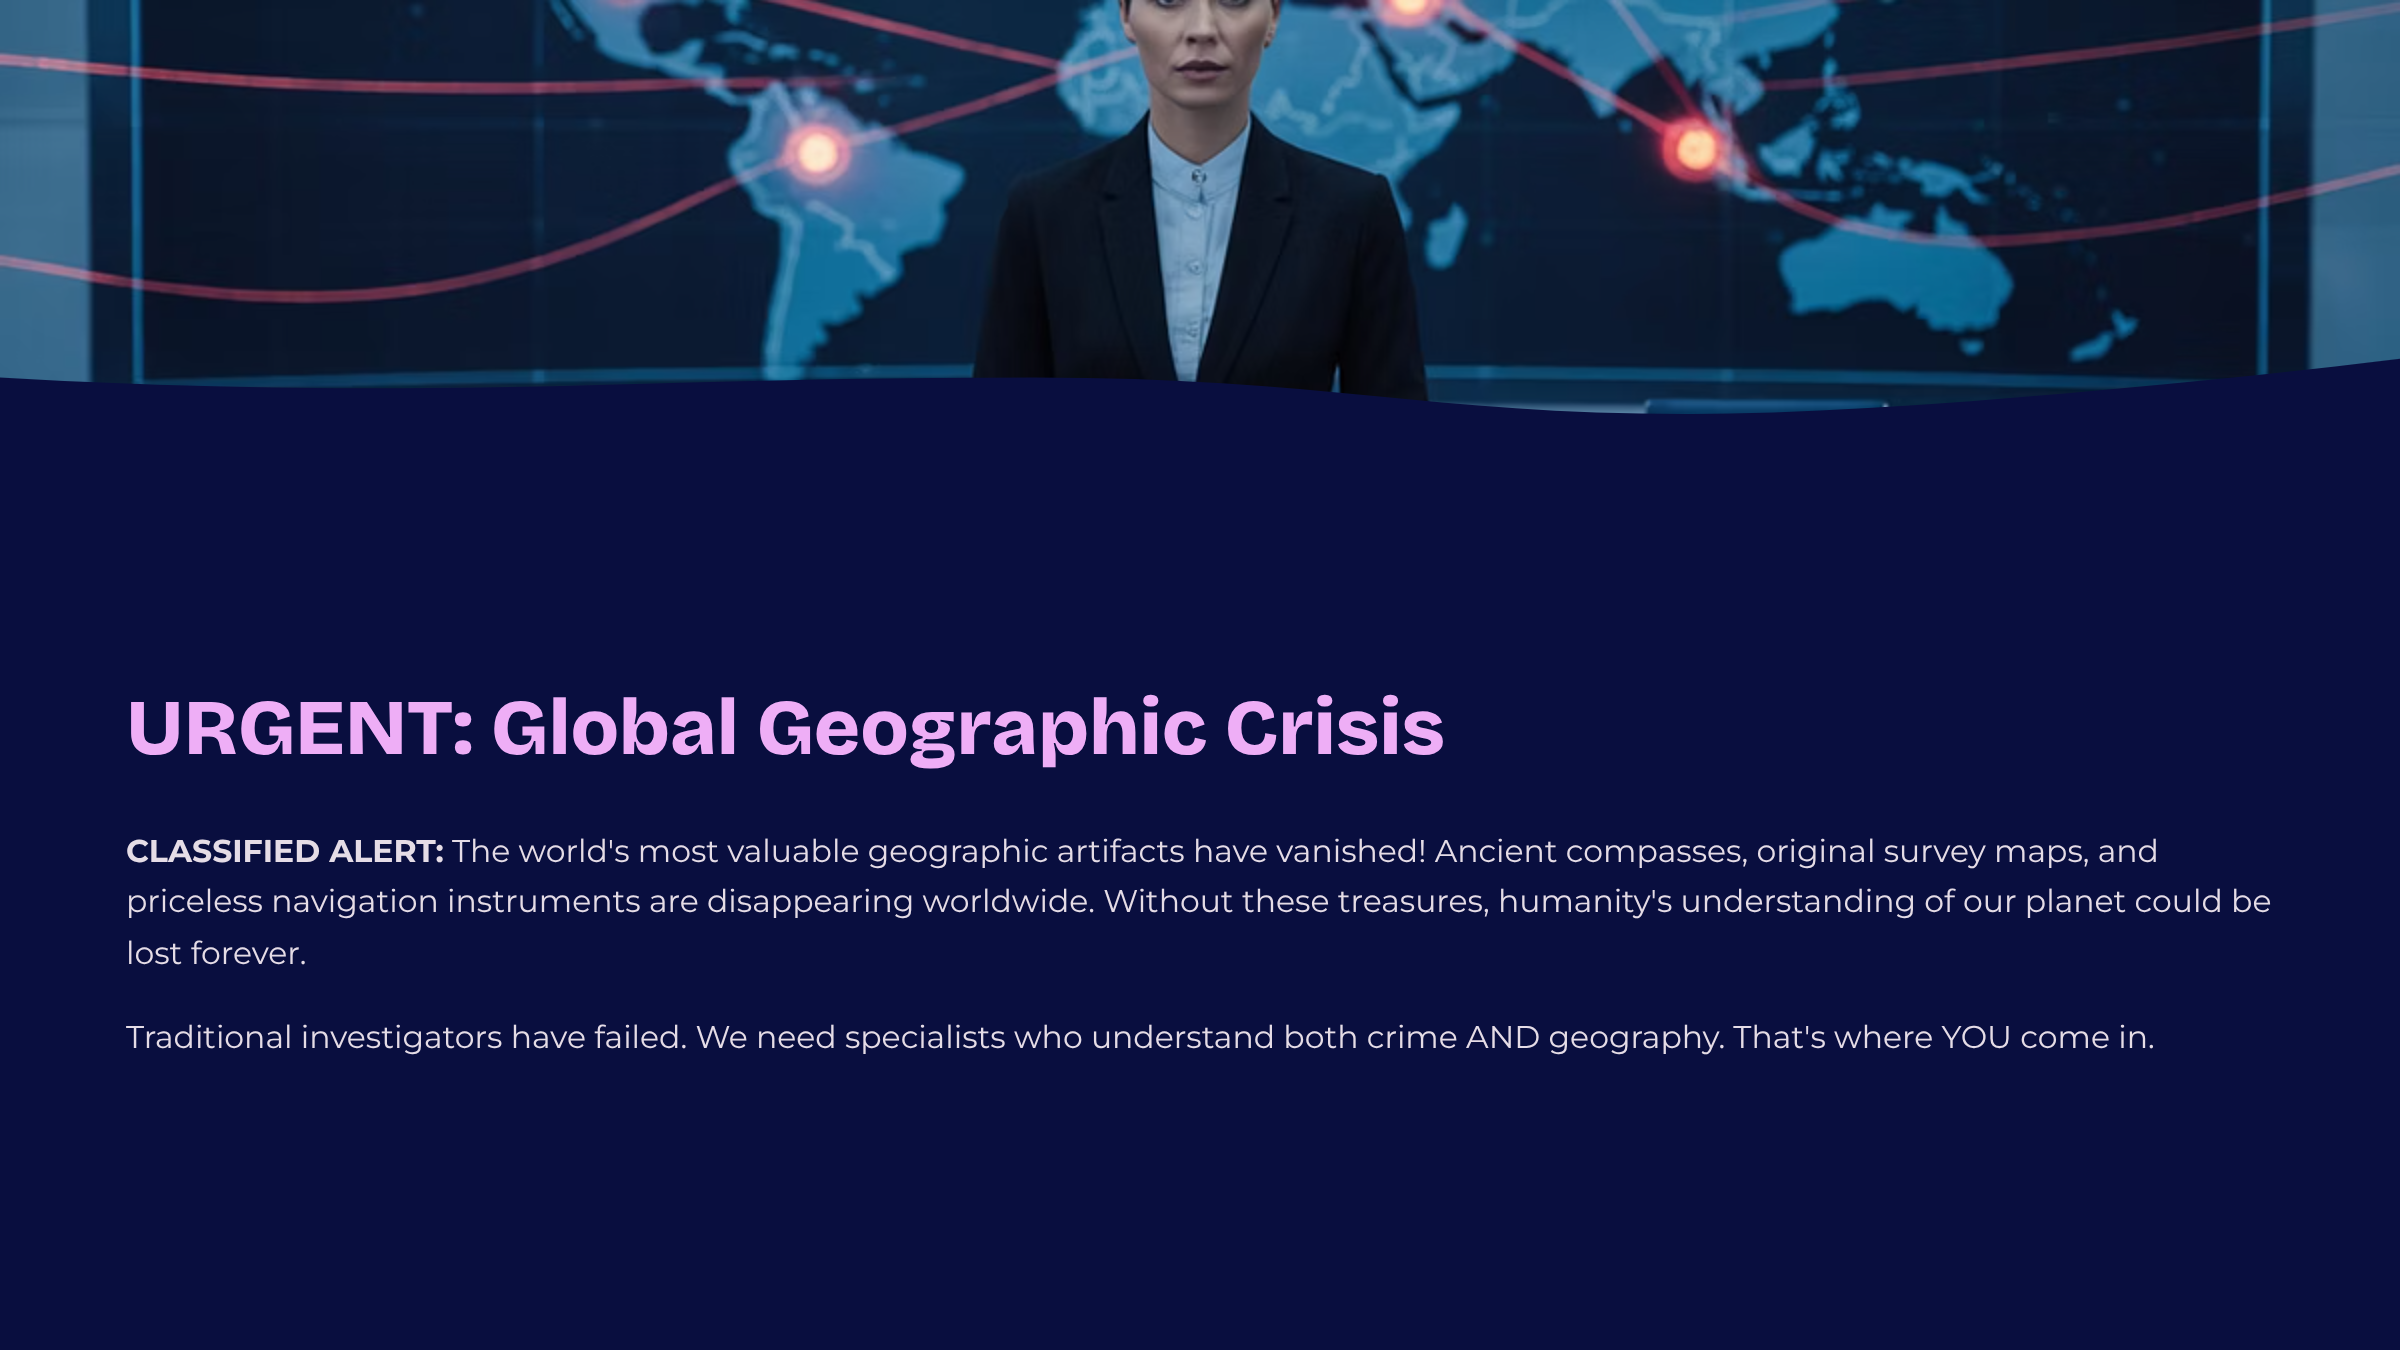 URGENT: Global Geographic Crisis
CLASSIFIED ALERT: The world's most valuable geographic artifacts have vanished! Ancient compasses, original survey maps, and
priceless navigation instruments are disappearing worldwide. Without these treasures, humanity's understanding of our planet could be
lost forever.
Traditional investigators have failed. We need specialists who understand both crime AND geography. That's where YOU come in.